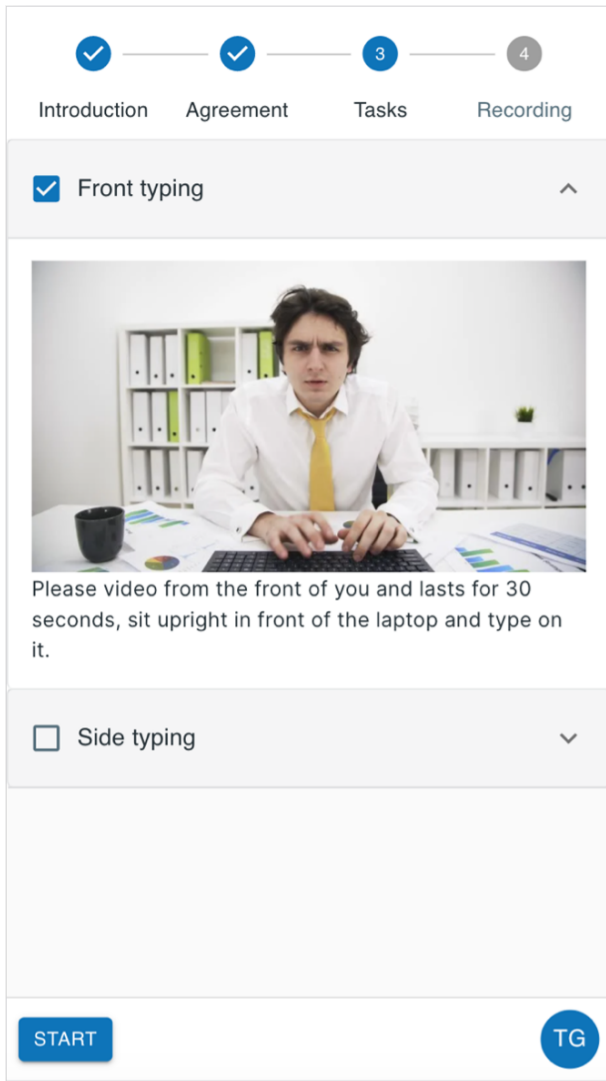 3
4
Introduction
Agreement
Tasks
Recording
Front typing
Please video from the front of you and lasts for 30
seconds, sit upright in front of the laptop and type on
it.
Side typing
START
TG